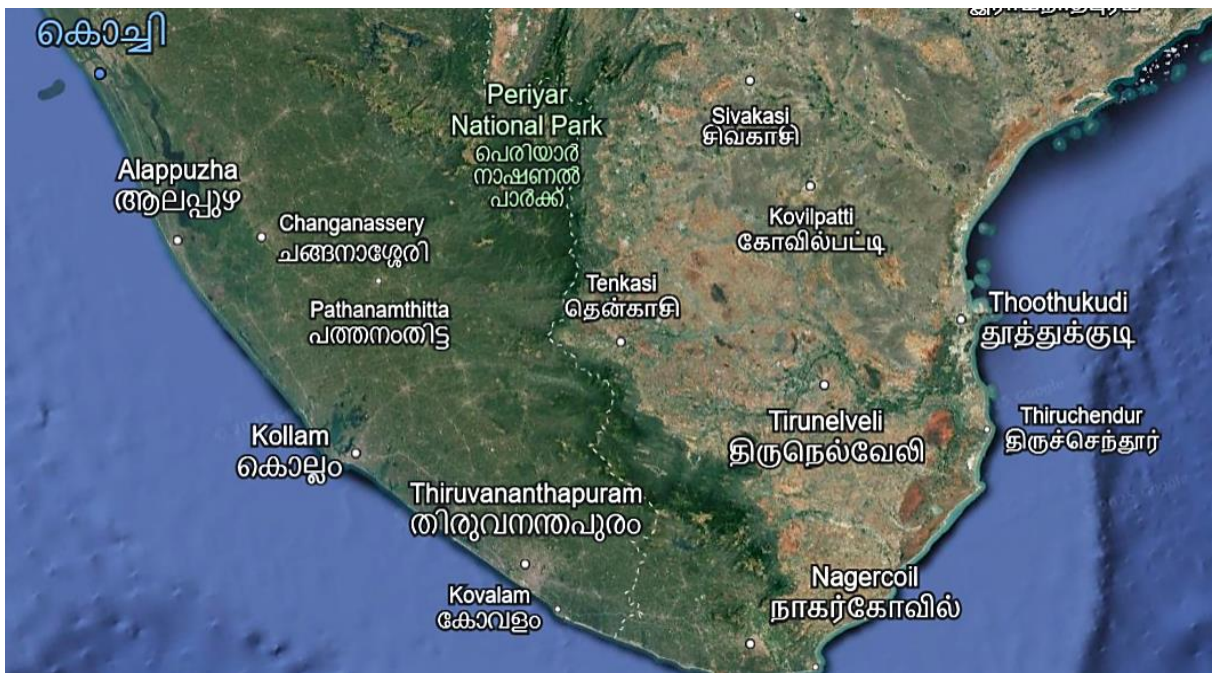 கൊച്ചി
Periyar
National Park
പെരിയാർ
നാഷണൽ
പാർക്ക്
Sivakasi
சிவகாசி
Alappuzha
ആലപ്പുഴ
Changanassery
ചങ്ങനാശ്ശേരി
Kovilpatti
கோவில்பட்டி
Pathanamthitta
പത്തനംതിട്ട
Tenkasi
தென்காசி
Thoothukudi
தூத்துக்குடி
Kollam
കൊല്ലം
Tirunelveli
திருநெல்வேலி
Thiruchendur
திருச்செந்தூர்
Thiruvananthapuram
തിരുവനന്തപുരം
Kovalam
കോവളം
Nagercoil
நாகர்கோவில்